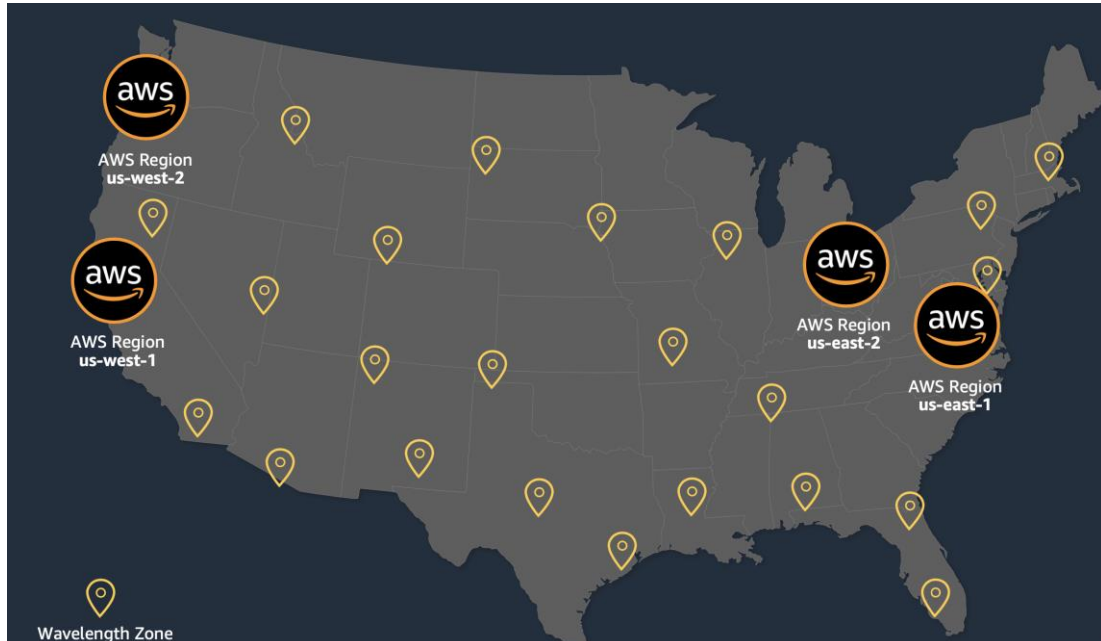 aws
AWS Region
us-west-2
aws
AWS Region
us-west-1
aws
AWS Region
us-east-2
aws
AWS Region
us-east-1
Wavelength Zone